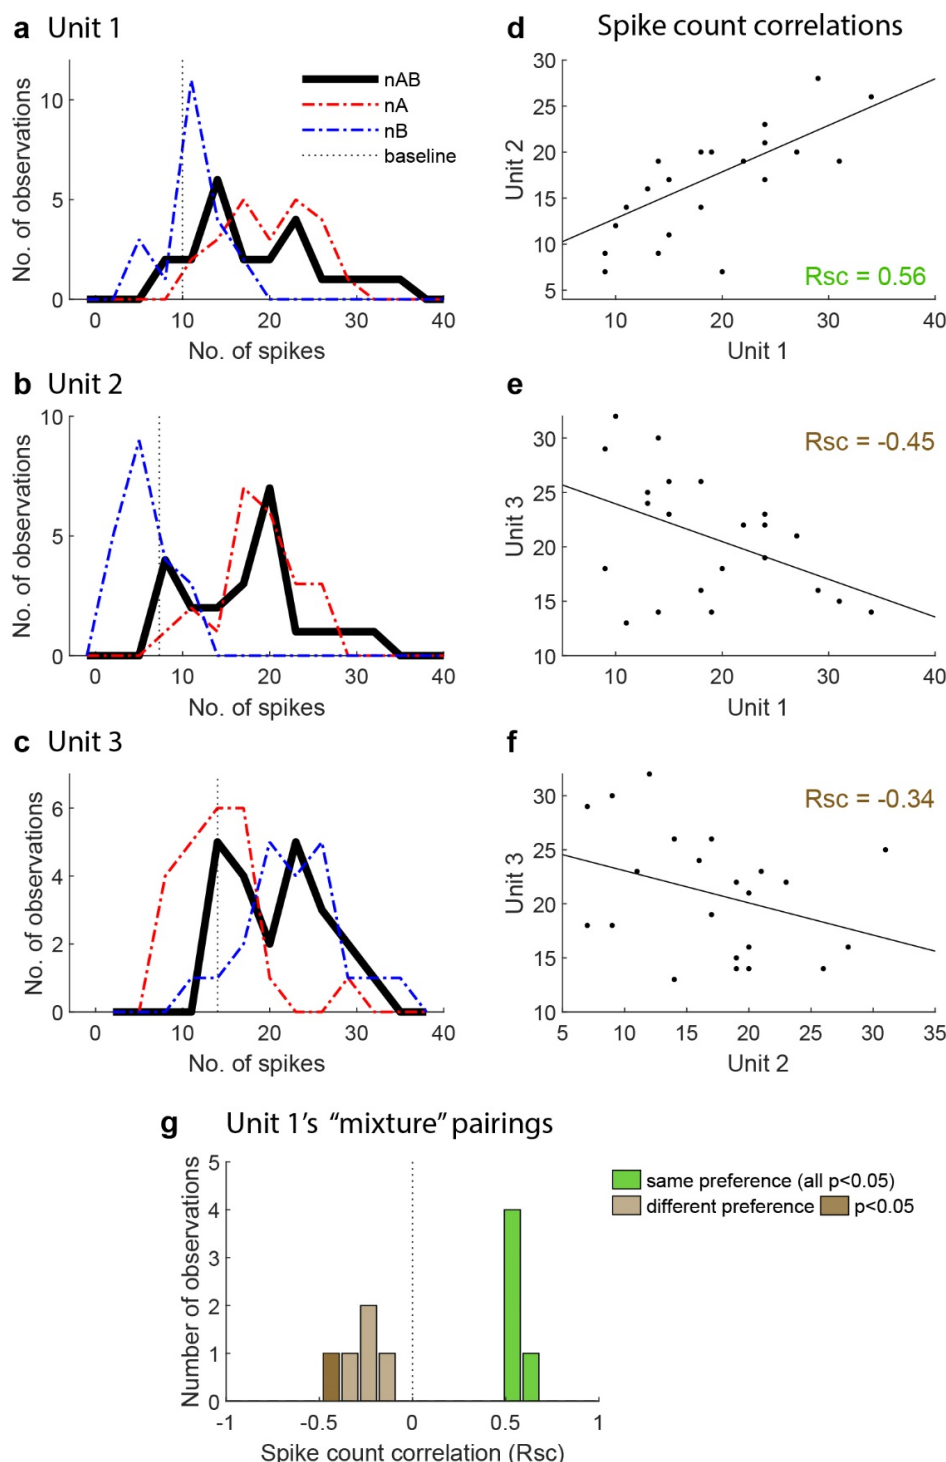 a Unit 1
No. of observations
10
5
0
0 10 20 30 40
No. of spikes
nAB
nA
nB
baseline
d Spike count correlations
Unit 2
30
25
20
15
10
5
10 20 30 40
Unit 1
Rsc = 0.56
b Unit 2
No. of observations
10
5
0
0 10 20 30 40
No. of spikes
e
Unit 3
30
25
20
15
10
10 20 30 40
Unit 1
Rsc = -0.45
c Unit 3
No. of observations
6
4
2
0
0 10 20 30 40
No. of spikes
f
Unit 3
30
25
20
15
10
5 10 15 20 25 30 35
Unit 2
Rsc = -0.34
g Unit 1's "mixture" pairings
Number of observations
5
4
3
2
1
0
-1 -0.5 0 0.5 1
Spike count correlation (Rsc)
same preference (all p<0.05)
different preference p<0.05